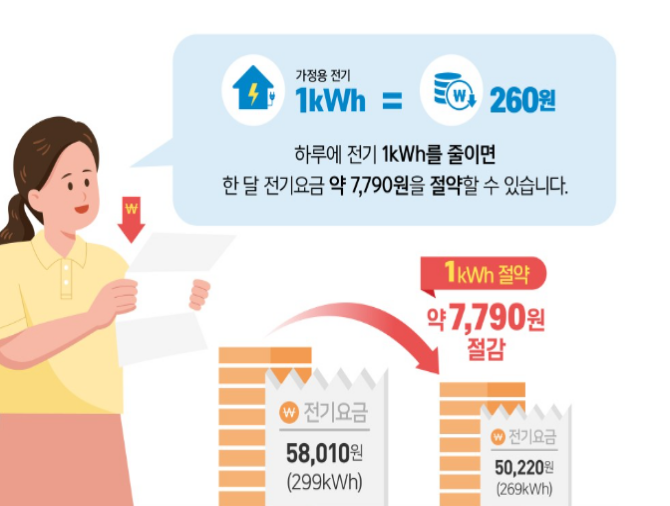 가정용 전기
1kWh = 260원
하루에 전기 1kWh를 줄이면
한 달 전기요금 약 7,790원을 절약할 수 있습니다.
₩
1kWh 절약
약 7,790원
절감
₩ 전기요금
58,010원
(299kWh)
₩ 전기요금
50,220원
(269kWh)